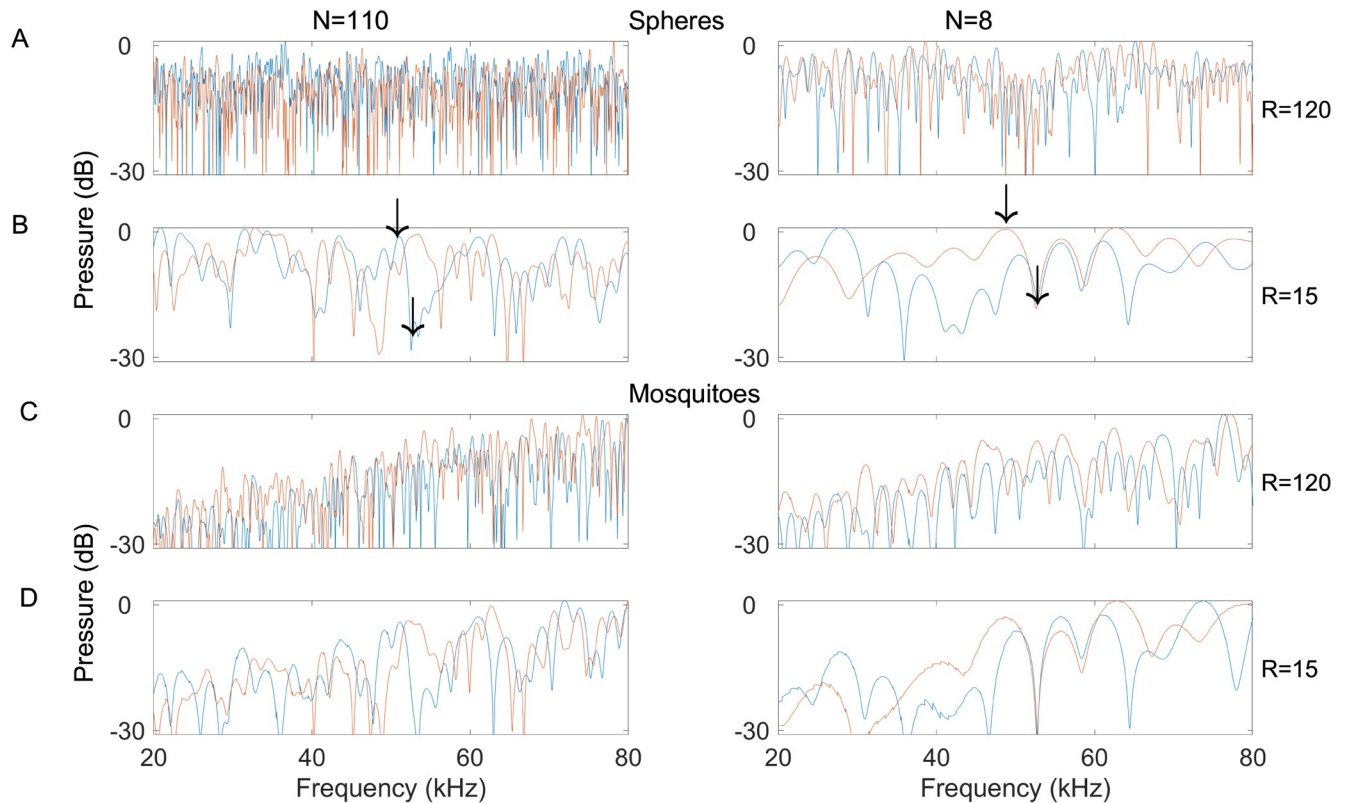 N=110 Spheres N=8
A
0
-30
0
-30
R=120
Pressure (dB)
B
0
-30
0
-30
R=15
Mosquitoes
C
0
-30
0
-30
R=120
Pressure (dB)
D
0
-30
0
-30
R=15
20 40 60 80
20 40 60 80
Frequency (kHz)
Frequency (kHz)